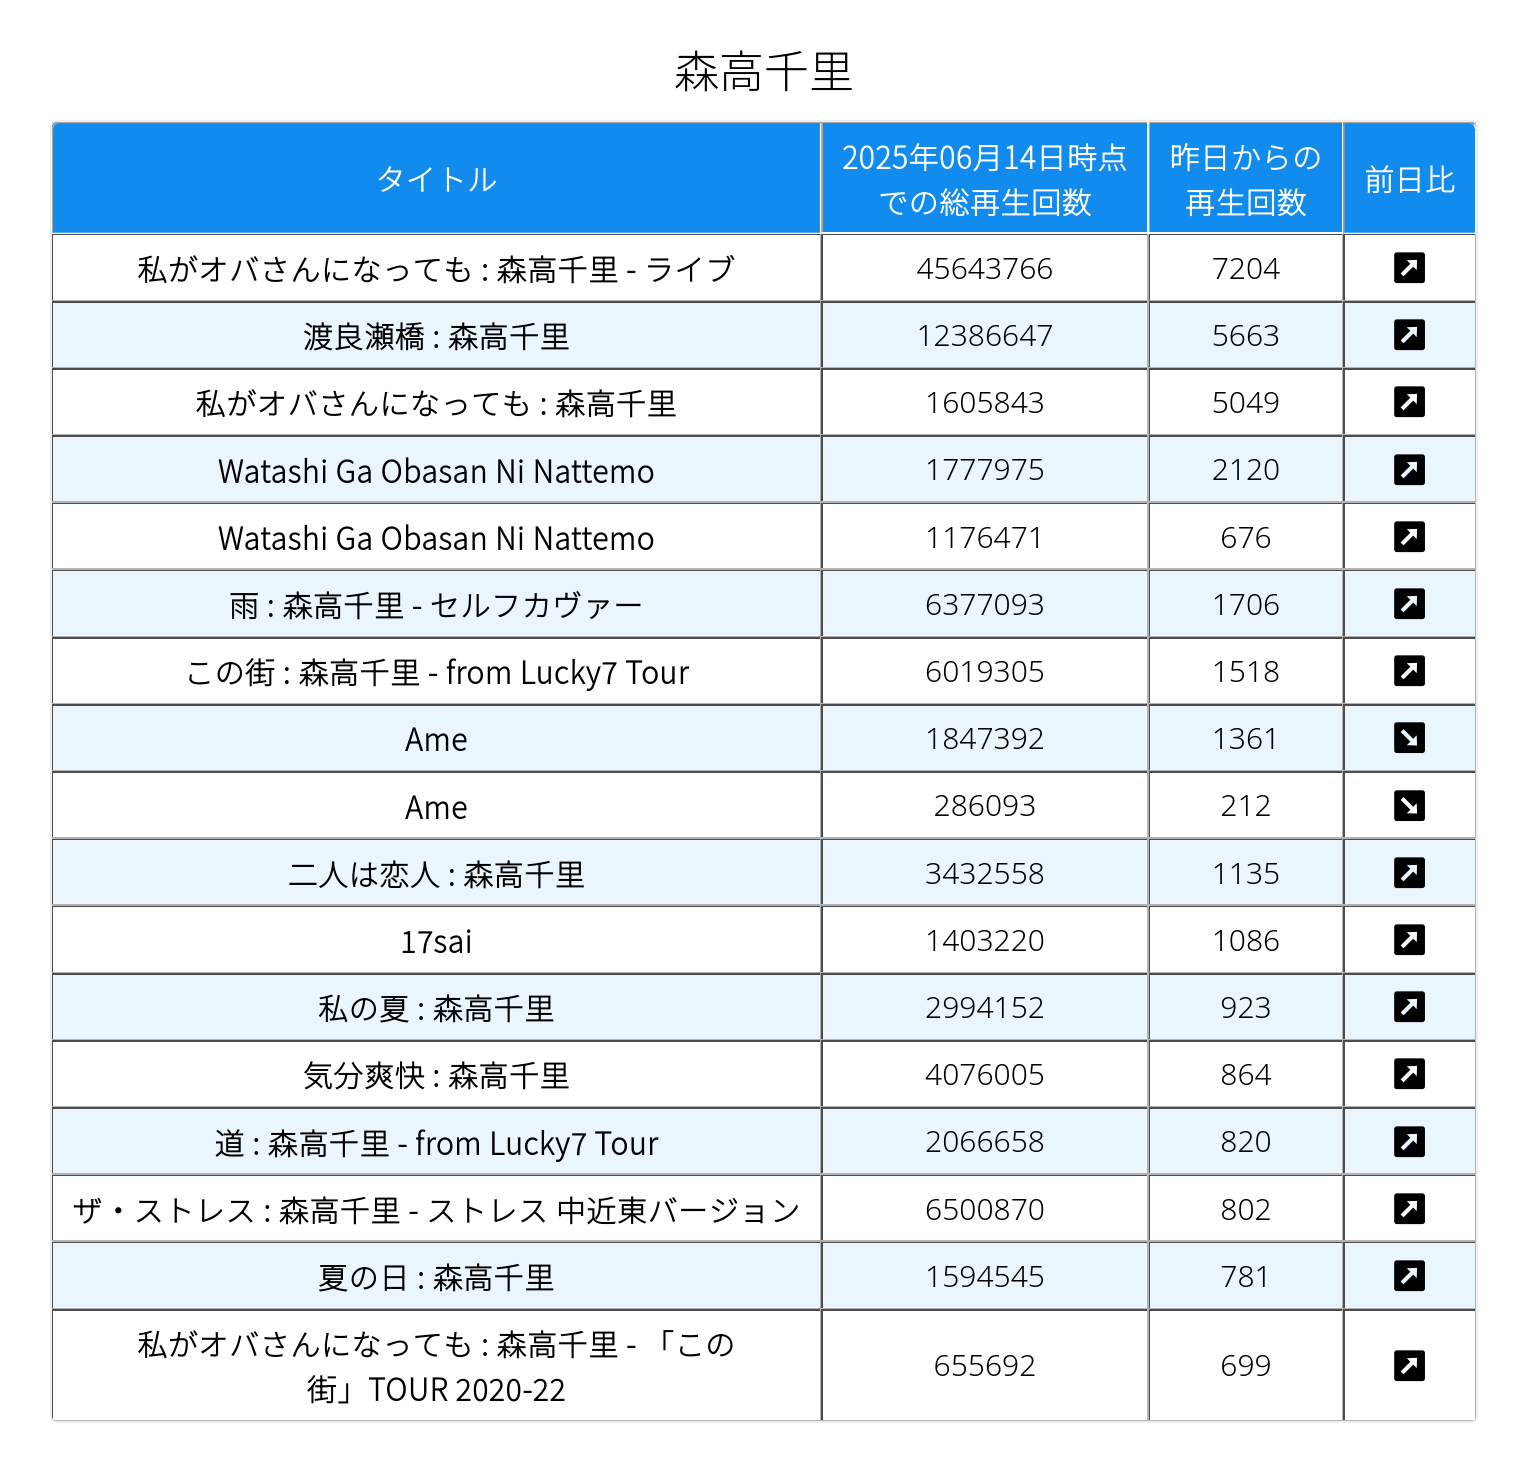 森高千里
タイトル
2025年06月14日時点
での総再生回数
昨日からの
再生回数
前日比
私がオバさんになっても : 森高千里 - ライブ 45643766 7204
渡良瀬橋 : 森高千里 12386647 5663
私がオバさんになっても : 森高千里 1605843 5049
Watashi Ga Obasan Ni Nattemo 1777975 2120
Watashi Ga Obasan Ni Nattemo 1176471 676
雨 : 森高千里 - セルフカヴァー 6377093 1706
この街 : 森高千里 - from Lucky7 Tour 6019305 1518
Ame 1847392 1361
Ame 286093 212
二人は恋人 : 森高千里 3432558 1135
17sai 1403220 1086
私の夏 : 森高千里 2994152 923
気分爽快 : 森高千里 4076005 864
道 : 森高千里 - from Lucky7 Tour 2066658 820
ザ・ストレス : 森高千里 - ストレス 中近東バージョン 6500870 802
夏の日 : 森高千里 1594545 781
私がオバさんになっても : 森高千里 - 「この
街」TOUR 2020-22 655692 699